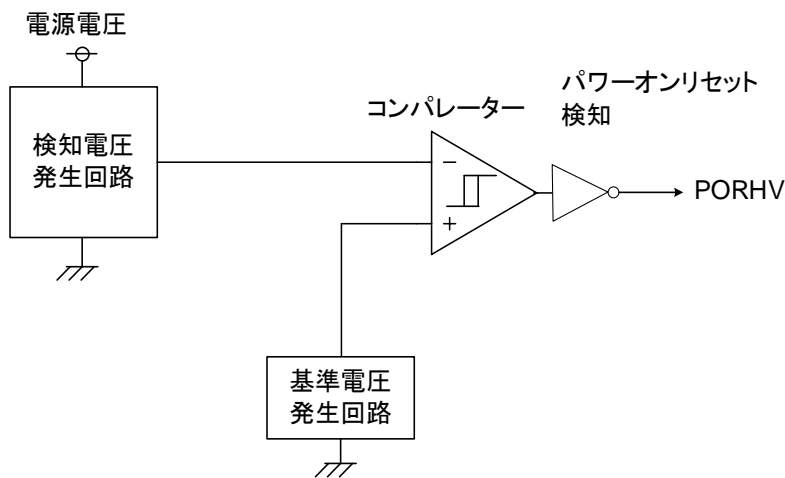 電源電圧
検知電圧
発生回路
コンパレーター
パワーオンリセット
検知
−
+
PORHV
基準電圧
発生回路